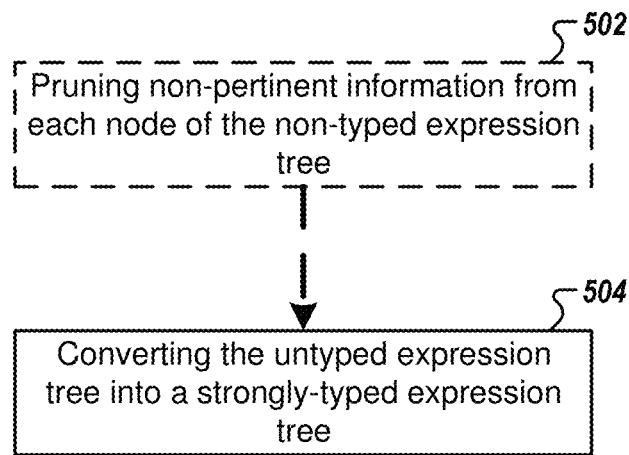 502
Pruning non-pertinent information from
each node of the non-typed expression
tree
504
Converting the untyped expression
tree into a strongly-typed expression
tree